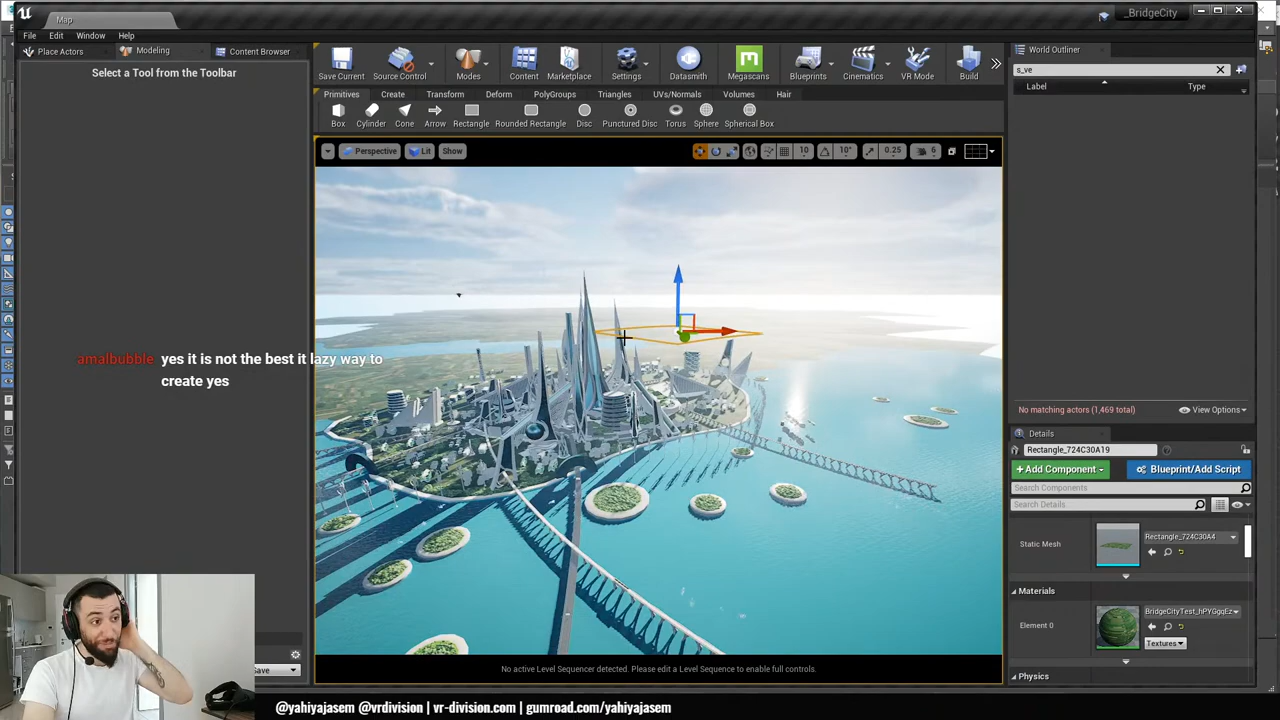 Map
_BridgeCity
File Edit Window Help
Place Actors Modeling Content Browser
Select a Tool from the Toolbar
Save Current Source Control Modes Content Marketplace Settings Datasmith Megascans Blueprints Cinematics VR Mode Build
Primitives Create Transform Deform PolyGroups Triangles UVs/Normals Volumes Hair
Box Cylinder Cone Arrow Rectangle Rounded Rectangle Disc Punctured Disc Torus Sphere Spherical Box
Perspective Lit Show 10 10° 0.25 6
World Outliner
s_ve
Label Type
amalbubble yes it is not the best it lazy way to
create yes
No matching actors (1,469 total) View Options
Details
Rectangle_724C30A19
+Add Component Blueprint/Add Script
Search Components
Search Details
Static Mesh Rectangle_724C30A4
Materials
Element 0 BridgeCityTest_hPYGgqEz
Textures
Physics
No active Level Sequencer detected. Please edit a Level Sequence to enable full controls.
@yahiyajasem @vrdivision | vr-division.com | gumroad.com/yahiyajasem